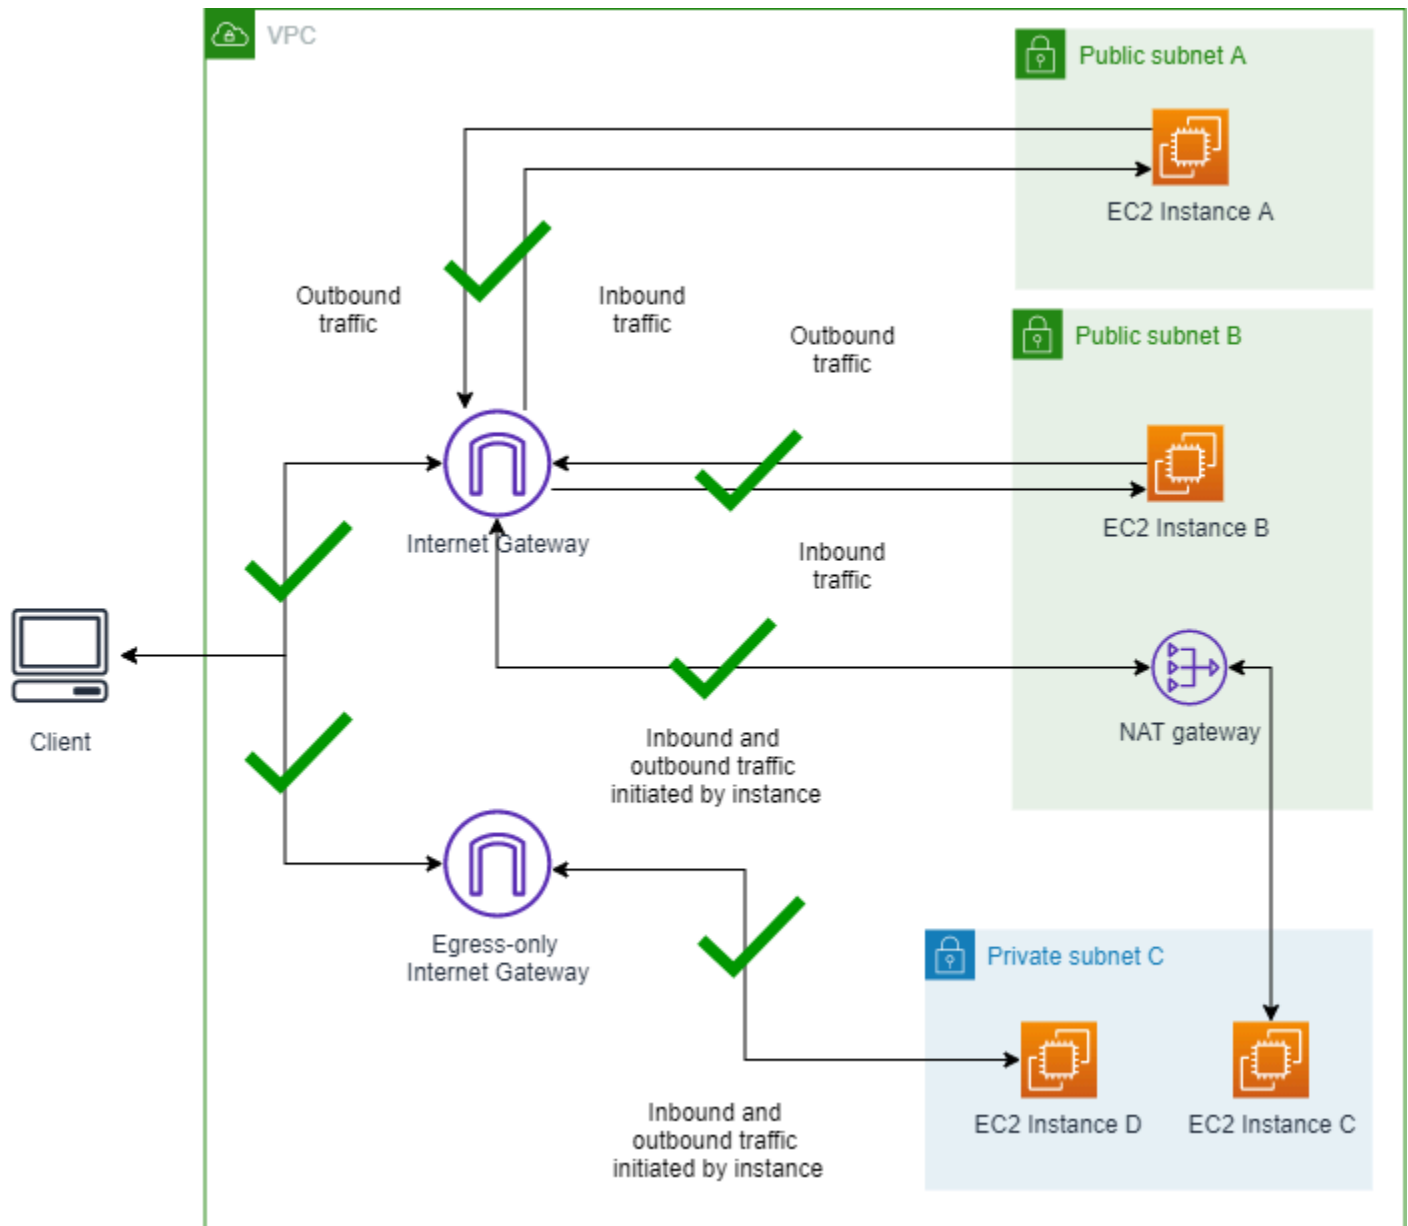 VPC
Public subnet A
EC2 Instance A
Outbound
traffic
Inbound
traffic
Public subnet B
Outbound
traffic
EC2 Instance B
Internet Gateway
Inbound
traffic
NAT gateway
Client
Inbound and
outbound traffic
initiated by instance
Egress-only
Internet Gateway
Private subnet C
EC2 Instance D
EC2 Instance C
Inbound and
outbound traffic
initiated by instance